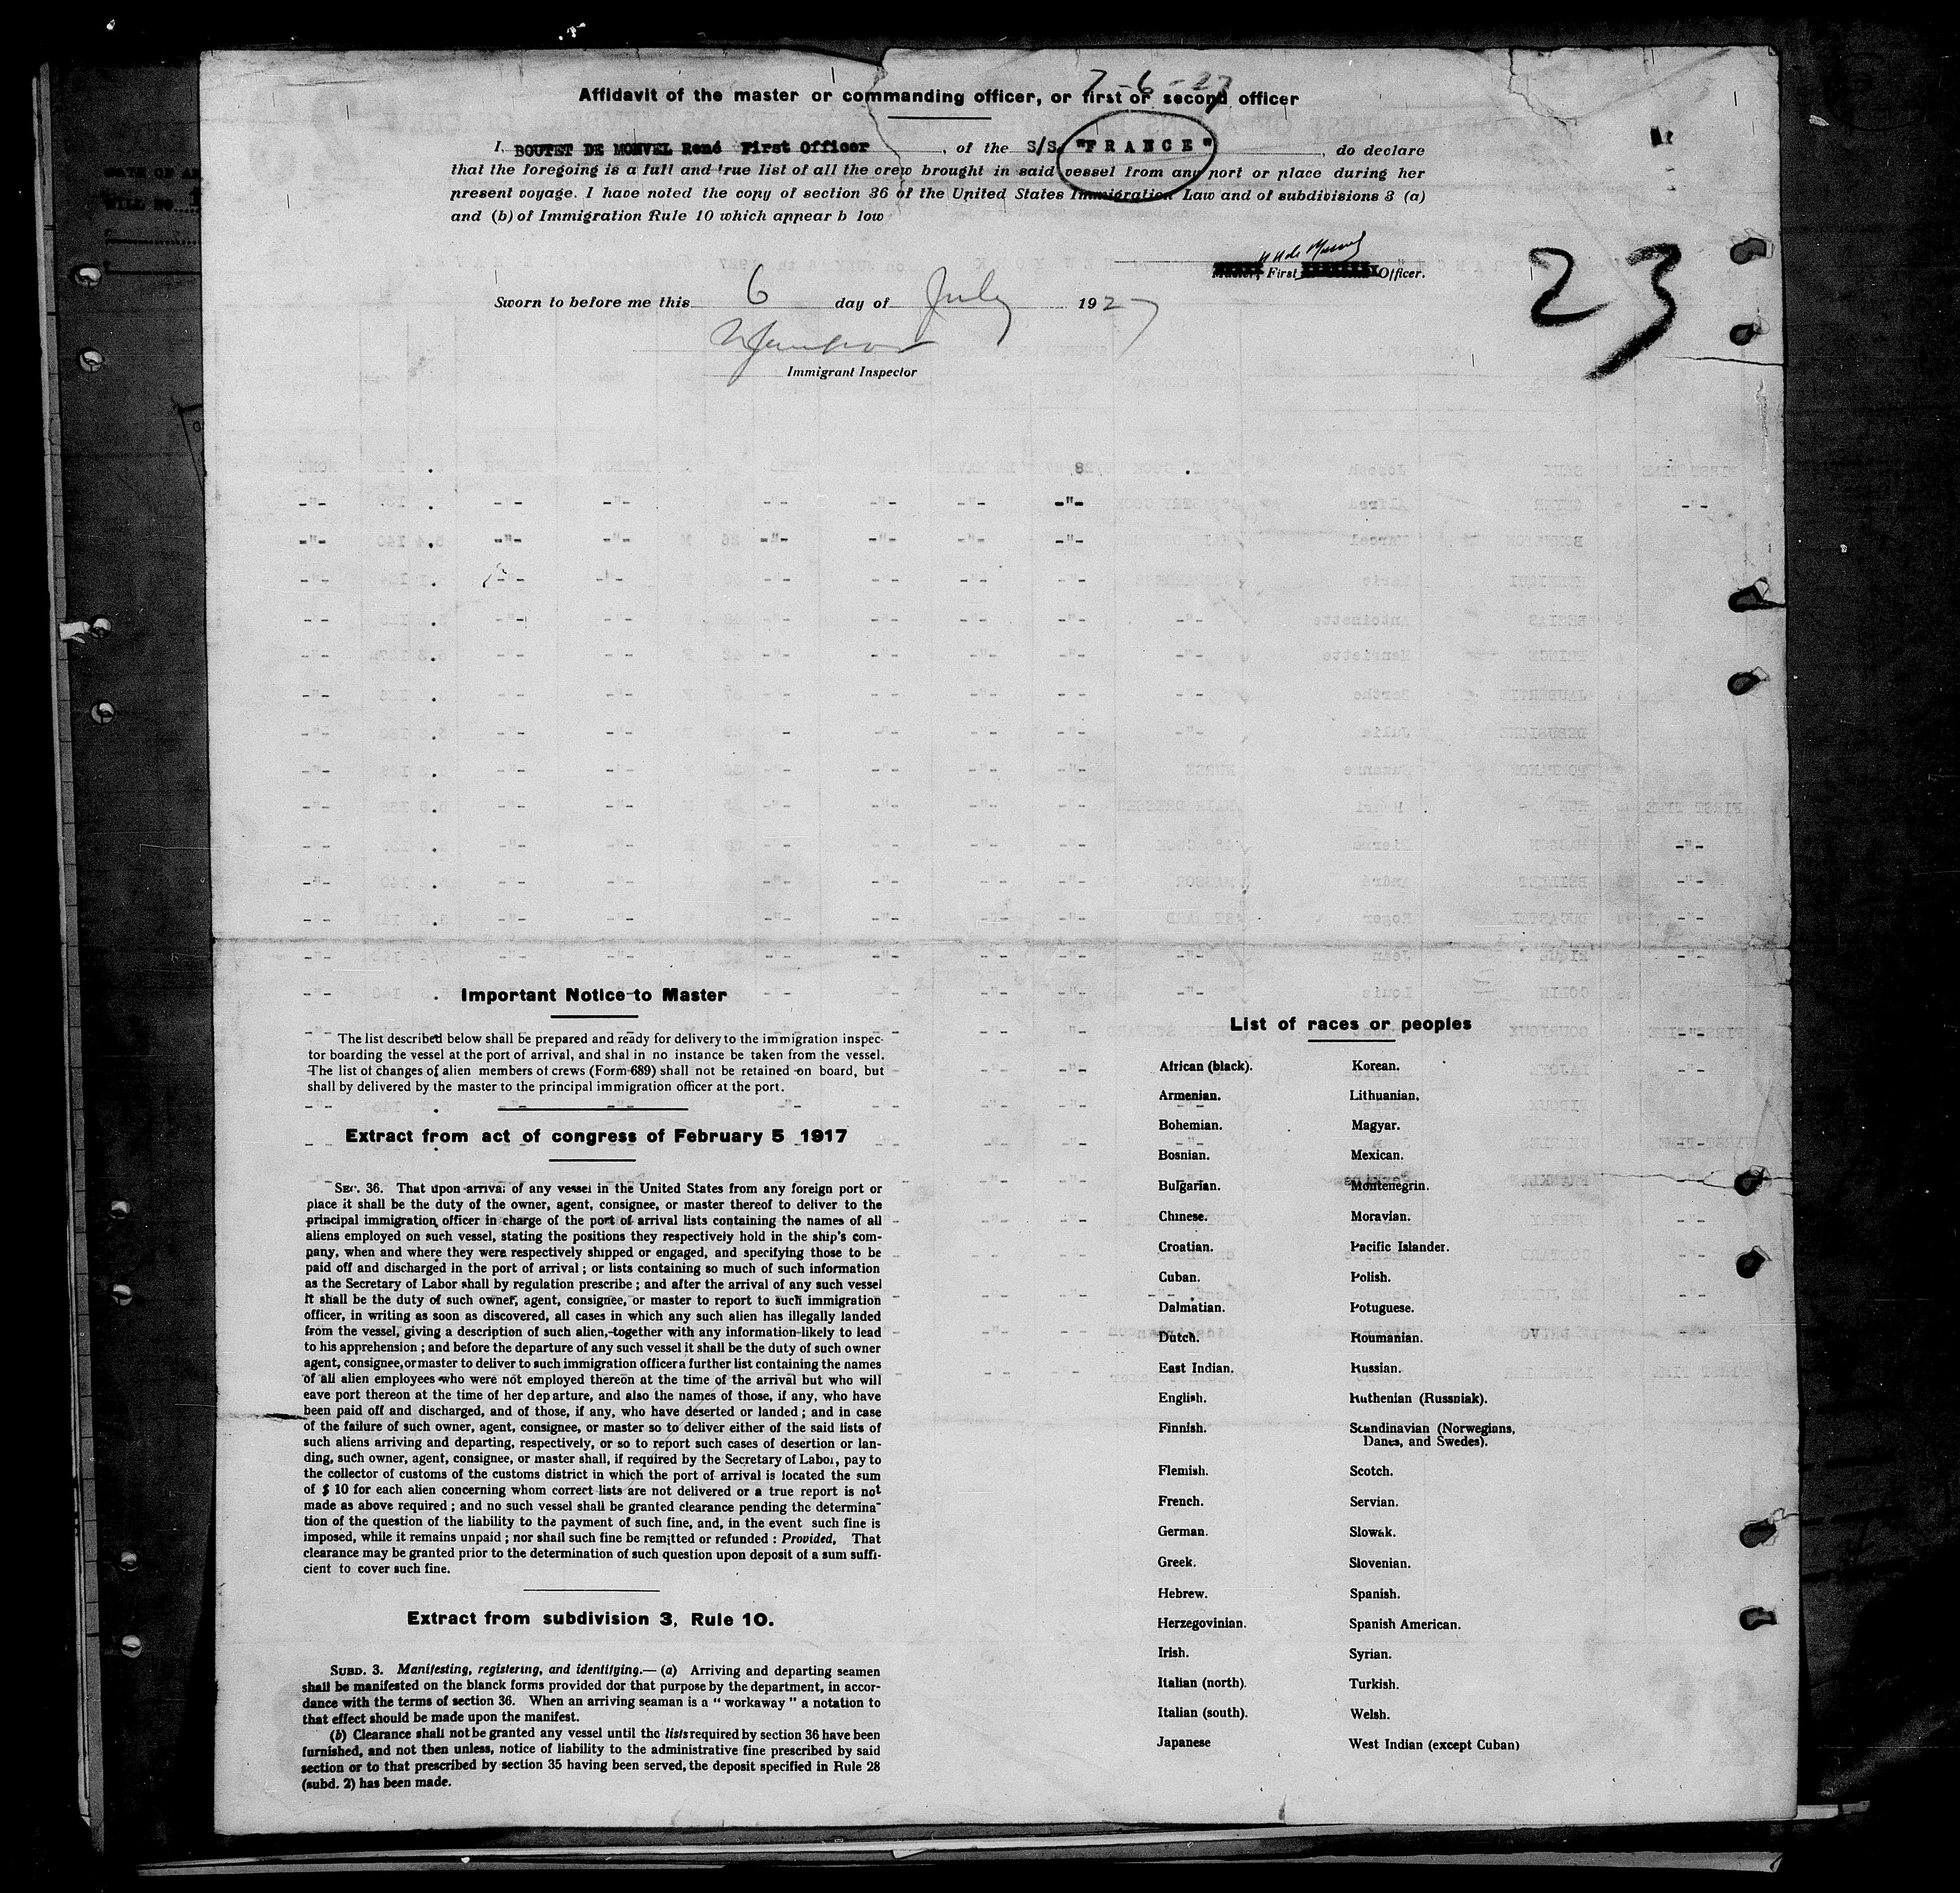 7-6-27
Affidavit of the master or commanding officer, or first or second officer
I, BOUTET DE MONVEL René First Officer, of the S/S. "FRANCE", do declare
that the foregoing is a full and true list of all the crew brought in said vessel from any port or place during her
present voyage. I have noted the copy of section 36 of the United States Immigration Law and of subdivisions 3 (a)
and (b) of Immigration Rule 10 which appear b low
Master, First Officer.
23
Sworn to before me this 6 day of July 1927
Immigrant Inspector
Important Notice to Master
The list described below shall be prepared and ready for delivery to the immigration inspec-
tor boarding the vessel at the port of arrival, and shal in no instance be taken from the vessel.
The list of changes of alien members of crews (Form 689) shall not be retained on board, but
shall by delivered by the master to the principal immigration officer at the port.
Extract from act of congress of February 5 1917
SEC. 36. That upon arrival of any vessel in the United States from any foreign port or
place it shall be the duty of the owner, agent, consignee, or master thereof to deliver to the
principal immigration officer in charge of the port of arrival lists containing the names of all
aliens employed on such vessel, stating the positions they respectively hold in the ship's com-
pany, when and where they were respectively shipped or engaged, and specifying those to be
paid off and discharged in the port of arrival ; or lists containing so much of such information
as the Secretary of Labor shall by regulation prescribe ; and after the arrival of any such vessel
it shall be the duty of such owner, agent, consignee, or master to report to such immigration
officer, in writing as soon as discovered, all cases in which any such alien has illegally landed
from the vessel, giving a description of such alien, together with any information likely to lead
to his apprehension ; and before the departure of any such vessel it shall be the duty of such owner
agent, consignee, or master to deliver to such immigration officer a further list containing the names
of all alien employees who were not employed thereon at the time of the arrival but who will
eave port thereon at the time of her departure, and also the names of those, if any, who have
been paid off and discharged, and of those, if any, who have deserted or landed ; and in case
of the failure of such owner, agent, consignee, or master so to deliver either of the said lists of
such aliens arriving and departing, respectively, or so to report such cases of desertion or lan-
ding, such owner, agent, consignee, or master shall, if required by the Secretary of Labor, pay to
the collector of customs of the customs district in which the port of arrival is located the sum
of $ 10 for each alien concerning whom correct lists are not delivered or a true report is not
made as above required ; and no such vessel shall be granted clearance pending the determina-
tion of the question of the liability to the payment of such fine, and, in the event such fine is
imposed, while it remains unpaid ; nor shall such fine be remitted or refunded : Provided, That
clearance may be granted prior to the determination of such question upon deposit of a sum suffi-
cient to cover such fine.
Extract from subdivision 3, Rule 10.
SUBD. 3. Manifesting, registering, and identifying.— (a) Arriving and departing seamen
shall be manifested on the blanck forms provided dor that purpose by the department, in accor-
dance with the terms of section 36. When an arriving seaman is a " workaway " a notation to
that effect should be made upon the manifest.
(b) Clearance shall not be granted any vessel until the lists required by section 36 have been
furnished, and not then unless, notice of liability to the administrative fine prescribed by said
section or to that prescribed by section 35 having been served, the deposit specified in Rule 28
(subd. 2) has been made.
List of races or peoples
African (black).
Armenian.
Bohemian.
Bosnian.
Bulgarian.
Chinese.
Croatian.
Cuban.
Dalmatian.
Dutch.
East Indian.
English.
Finnish.
Flemish.
French.
German.
Greek.
Hebrew.
Herzegovinian.
Irish.
Italian (north).
Italian (south).
Japanese
Korean.
Lithuanian.
Magyar.
Mexican.
Montenegrin.
Moravian.
Pacific Islander.
Polish.
Potuguese.
Roumanian.
Russian.
Ruthenian (Russniak).
Scandinavian (Norwegians,
Danes, and Swedes).
Scotch.
Servian.
Slowak.
Slovenian.
Spanish.
Spanish American.
Syrian.
Turkish.
Welsh.
West Indian (except Cuban)